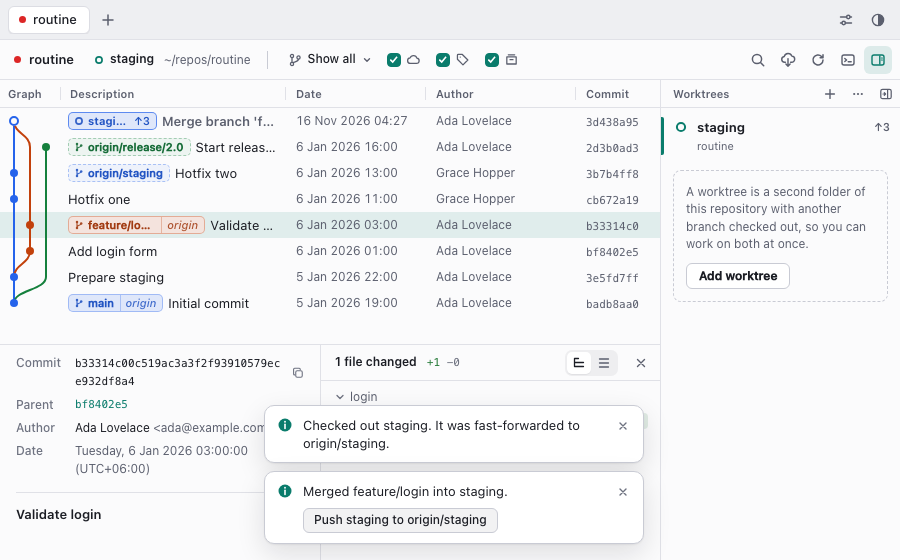 routine
routine staging ~/repos/routine Show all
Graph Description Date Author Commit
stagi... ↑3 Merge branch 'f... 16 Nov 2026 04:27 Ada Lovelace 3d438a95
origin/release/2.0 Start releas... 6 Jan 2026 16:00 Ada Lovelace 2d3b0ad3
origin/staging Hotfix two 6 Jan 2026 13:00 Grace Hopper 3b7b4ff8
Hotfix one 6 Jan 2026 11:00 Grace Hopper cb672a19
feature/lo... origin Validate ... 6 Jan 2026 03:00 Ada Lovelace b33314c0
Add login form 6 Jan 2026 01:00 Ada Lovelace bf8402e5
Prepare staging 5 Jan 2026 22:00 Ada Lovelace 3e5fd7ff
main origin Initial commit 5 Jan 2026 19:00 Ada Lovelace badb8aa0
Worktrees
staging ↑3
routine
A worktree is a second folder of
this repository with another
branch checked out, so you can
work on both at once.
Add worktree
Commit b33314c00c519ac3a3f2f93910579ec
e932df8a4
Parent bf8402e5
Author Ada Lovelace <ada@example.com
Date Tuesday, 6 Jan 2026 03:00:00
(UTC+06:00)
Validate login
1 file changed +1 −0
login
Checked out staging. It was fast-forwarded to
origin/staging.
Merged feature/login into staging.
Push staging to origin/staging